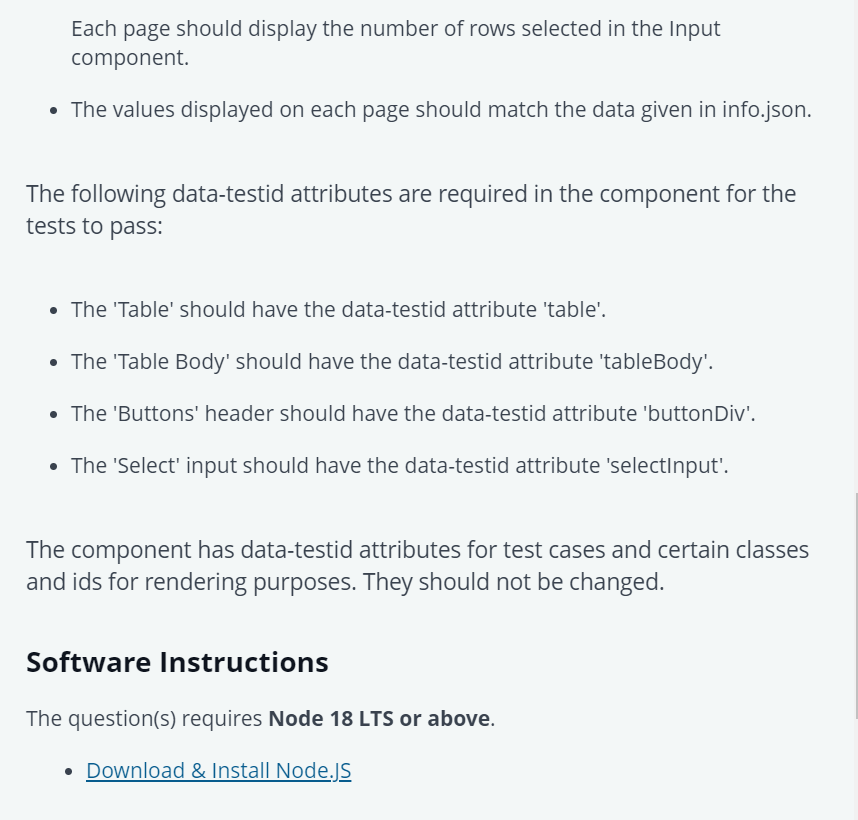 Each page should display the number of rows selected in the Input
component.
• The values displayed on each page should match the data given in info.json.
The following data-testid attributes are required in the component for the
tests to pass:
• The 'Table' should have the data-testid attribute 'table'.
• The 'Table Body' should have the data-testid attribute 'tableBody'.
• The 'Buttons' header should have the data-testid attribute 'buttonDiv'.
• The 'Select' input should have the data-testid attribute 'selectInput'.
The component has data-testid attributes for test cases and certain classes
and ids for rendering purposes. They should not be changed.
Software Instructions
The question(s) requires Node 18 LTS or above.
• Download & Install Node.JS